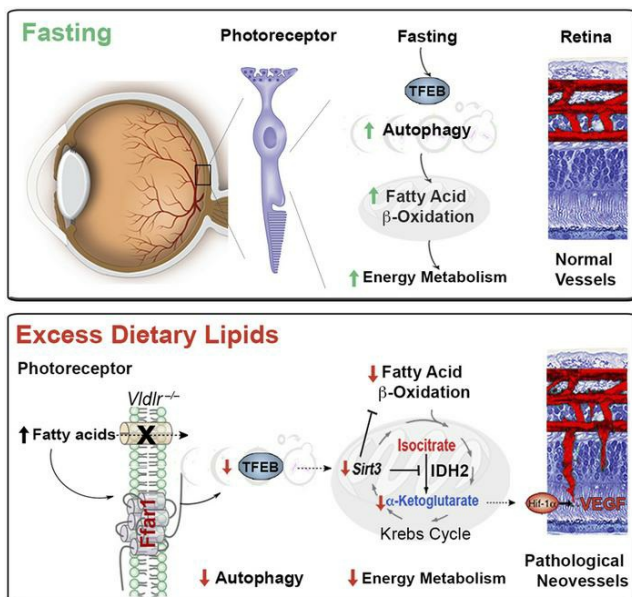 Fasting
Photoreceptor
Fasting
Retina
TFEB
↑ Autophagy
↑ Fatty Acid
β-Oxidation
↑ Energy Metabolism
Normal
Vessels
Excess Dietary Lipids
Photoreceptor
Vldlr⁻/⁻
↑ Fatty acids
X
Ffar1
↓ TFEB
↓ Autophagy
↓ Fatty Acid
β-Oxidation
Isocitrate
↓ Sirt3
IDH2
↓ α-Ketoglutarate
Krebs Cycle
↓ Energy Metabolism
Hif-1α
VEGF
Pathological
Neovessels